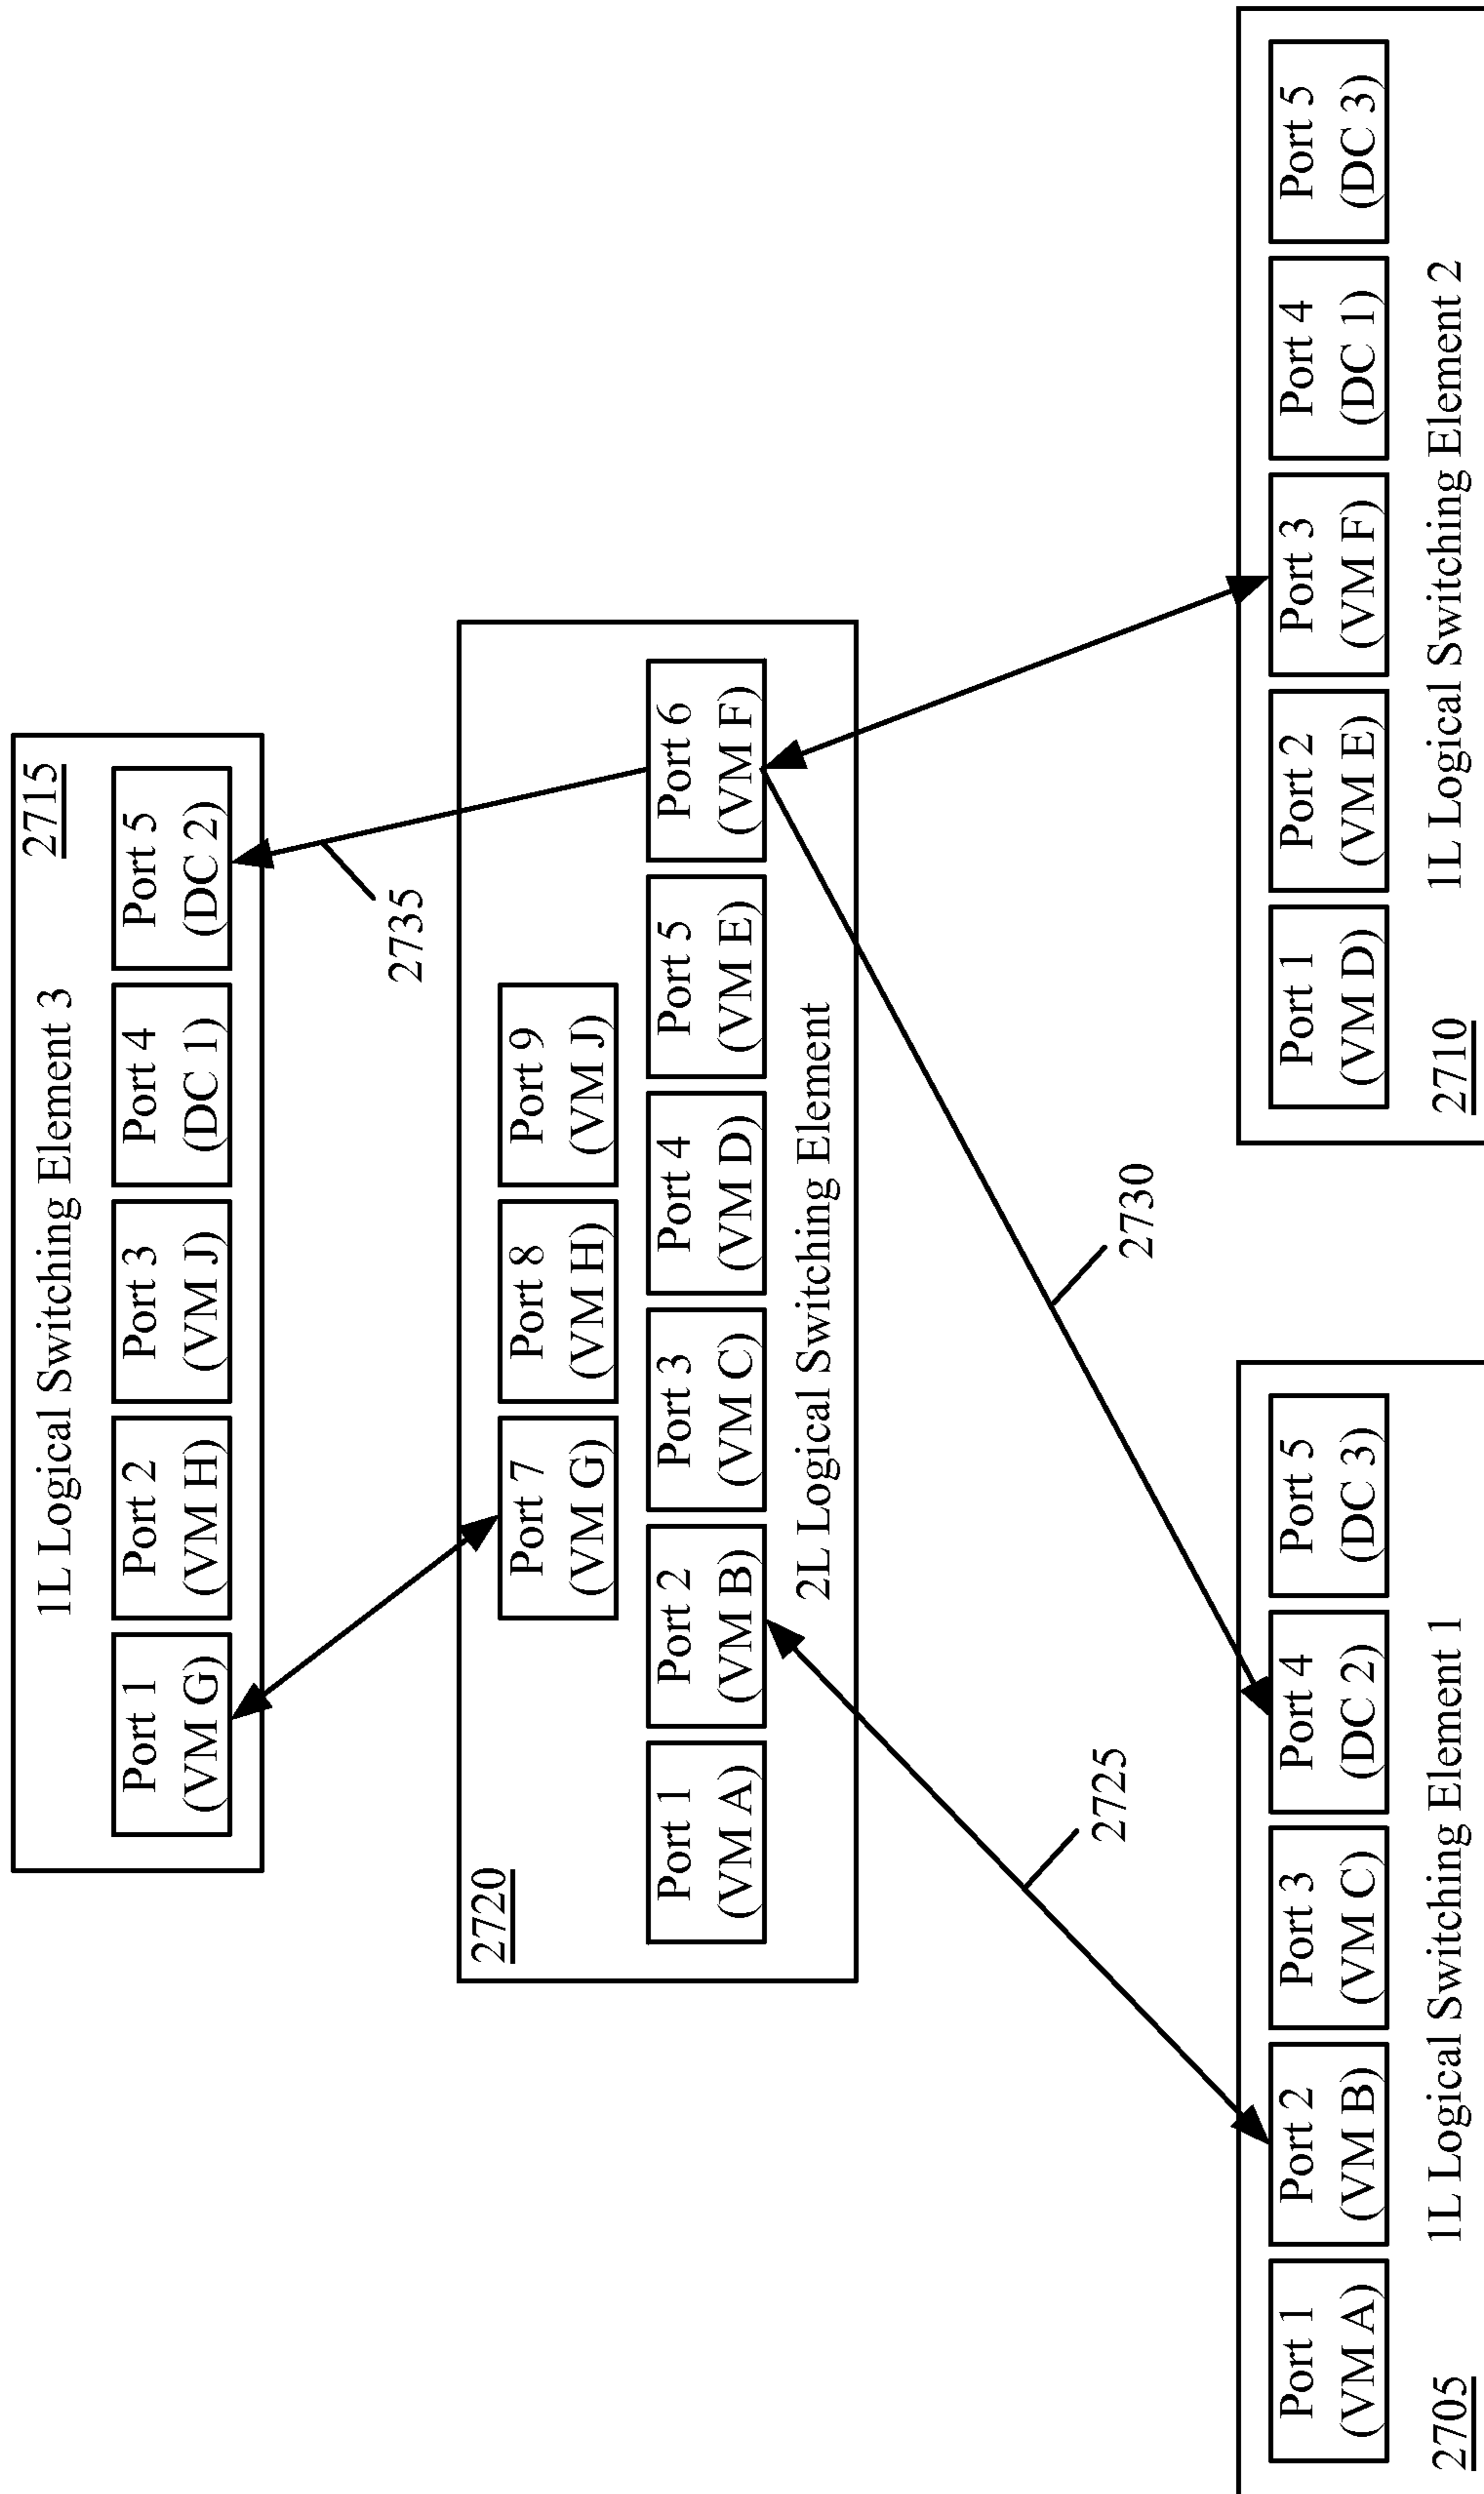 1L Logical Switching Element 3
2715
Port 1
(VM G)
Port 2
(VM H)
Port 3
(VM J)
Port 4
(DC 1)
Port 5
(DC 2)
2735
2720
Port 7
(VM G)
Port 8
(VM H)
Port 9
(VM J)
Port 1
(VM A)
Port 2
(VM B)
Port 3
(VM C)
Port 4
(VM D)
Port 5
(VM E)
Port 6
(VM F)
2L Logical Switching Element
2725
2730
Port 1
(VM A)
Port 2
(VM B)
Port 3
(VM C)
Port 4
(DC 2)
Port 5
(DC 3)
2705
1L Logical Switching Element 1
Port 1
(VM D)
Port 2
(VM E)
Port 3
(VM F)
Port 4
(DC 1)
Port 5
(DC 3)
2710
1L Logical Switching Element 2